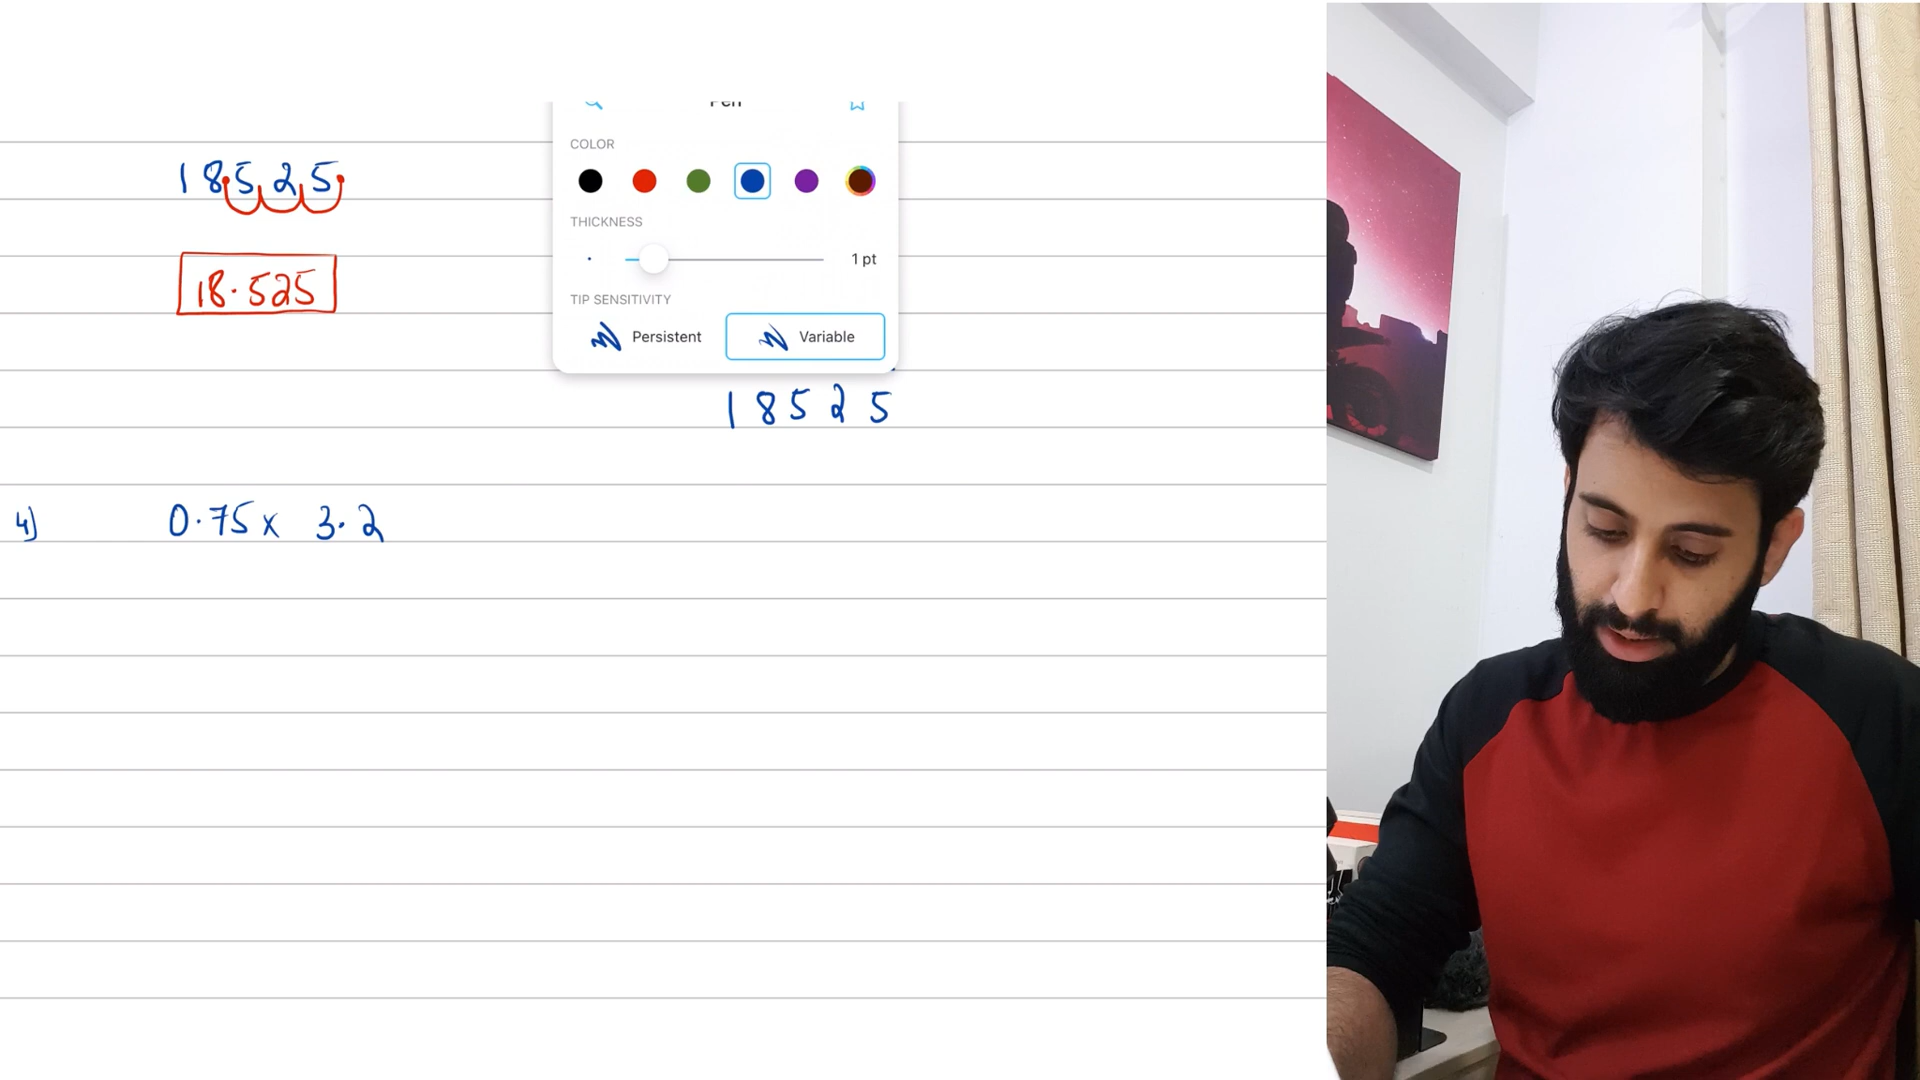 Pen
COLOR
18525
THICKNESS
1 pt
18.525
TIP SENSITIVITY
Persistent
Variable
18525
4) 0.75 x 3.2